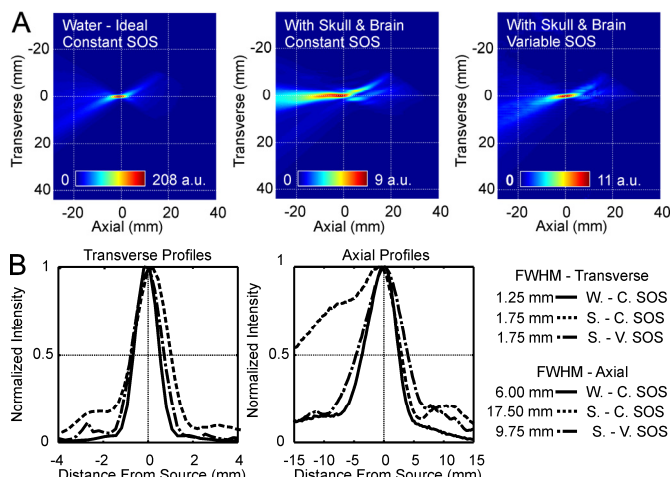 A
Water - Ideal
Constant SOS
With Skull & Brain
Constant SOS
With Skull & Brain
Variable SOS
Transverse (mm)
-20
0
20
40
0 208 a.u.
-20 0 20 40
Axial (mm)
Transverse (mm)
-20
0
20
40
0 9 a.u.
-20 0 20 40
Axial (mm)
Transverse (mm)
-20
0
20
40
0 11 a.u.
-20 0 20 40
Axial (mm)
B
Transverse Profiles
Normalized Intensity
1
0.5
0
-4 -2 0 2 4
Distance From Source (mm)
Axial Profiles
Normalized Intensity
1
0.5
0
-15 -10 -5 0 5 10 15
Distance From Source (mm)
FWHM - Transverse
1.25 mm W. - C. SOS
1.75 mm S. - C. SOS
1.75 mm S. - V. SOS
FWHM - Axial
6.00 mm W. - C. SOS
17.50 mm S. - C. SOS
9.75 mm S. - V. SOS